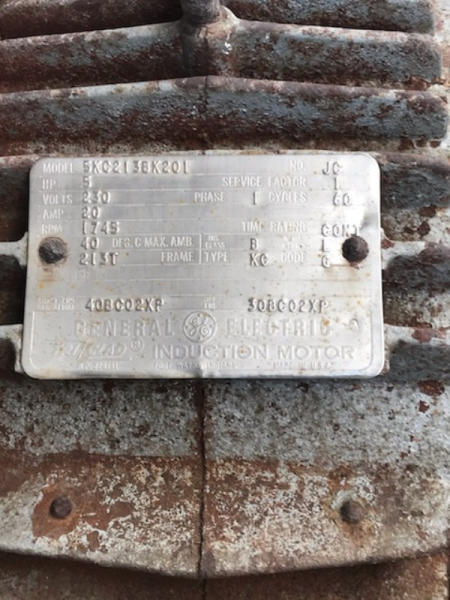 MODEL 5KC213BK201 NO. JC
HP. 5 SERVICE FACTOR 1
VOLTS 230 PHASE 1 CYCLES 60
AMP 20
RPM 1745 TIME RATING CONT
40 DEG. C MAX. AMB. INS. CLASS B
213T FRAME TYPE KC CODE G
40BC02XP 30BC02XP
GENERAL GE ELECTRIC
INDUCTION MOTOR